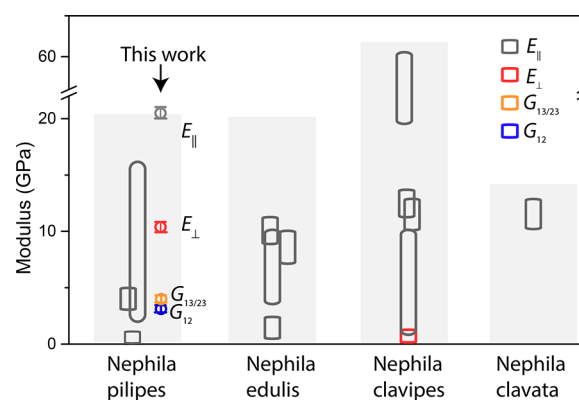 This work
E∥
E⊥
G13/23
G12
60
20
10
0
Modulus (GPa)
E∥
E⊥
G13/23
G12
Nephila
pilipes
Nephila
edulis
Nephila
clavipes
Nephila
clavata